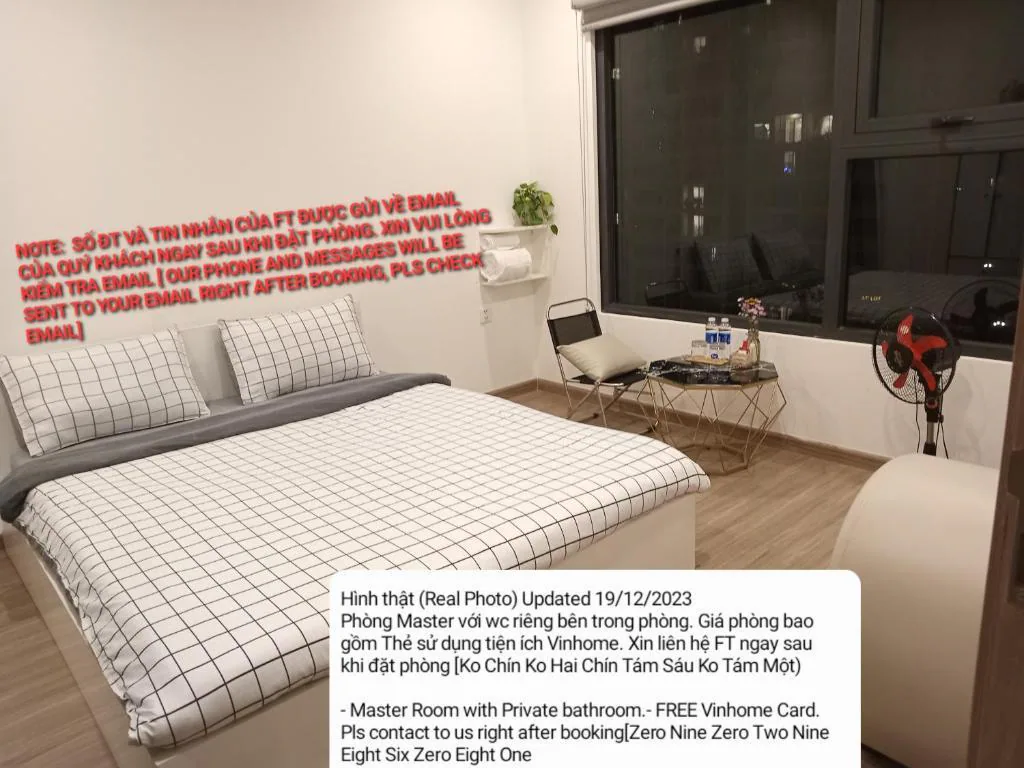 NOTE: SỐ ĐT VÀ TIN NHẮN CỦA FT ĐƯỢC GỬI VỀ EMAIL
CỦA QUÝ KHÁCH NGAY SAU KHI ĐẶT PHÒNG. XIN VUI LÒNG
KIỂM TRA EMAIL [ OUR PHONE AND MESSAGES WILL BE
SENT TO YOUR EMAIL RIGHT AFTER BOOKING, PLS CHECK
EMAIL]
Hình thật (Real Photo) Updated 19/12/2023
Phòng Master với wc riêng bên trong phòng. Giá phòng bao
gồm Thẻ sử dụng tiện ích Vinhome. Xin liên hệ FT ngay sau
khi đặt phòng [Ko Chín Ko Hai Chín Tám Sáu Ko Tám Một)
- Master Room with Private bathroom.- FREE Vinhome Card.
Pls contact to us right after booking[Zero Nine Zero Two Nine
Eight Six Zero Eight One